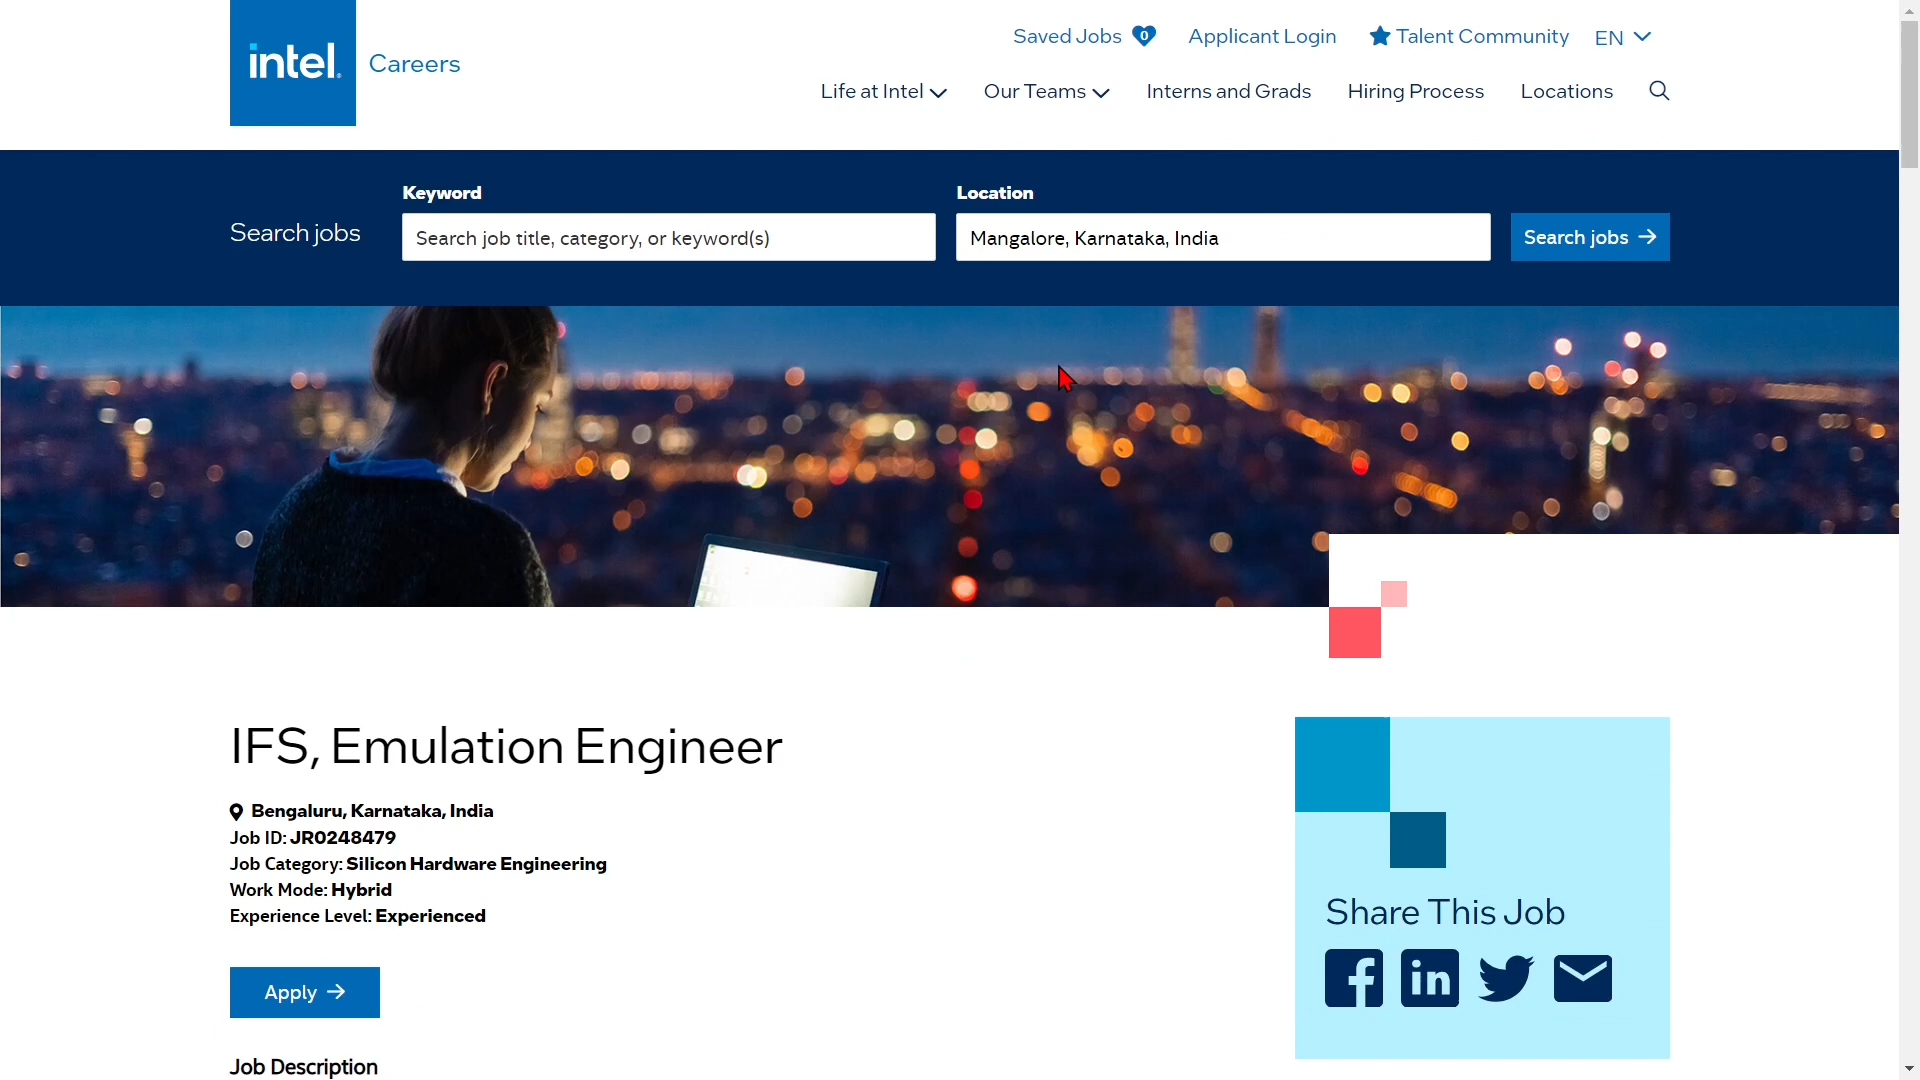 Saved Jobs 0 Applicant Login Talent Community EN
intel. Careers
Life at Intel Our Teams Interns and Grads Hiring Process Locations
Keyword Location
Search jobs Search job title, category, or keyword(s) Mangalore, Karnataka, India Search jobs
IFS, Emulation Engineer
Bengaluru, Karnataka, India
Job ID: JR0248479
Job Category: Silicon Hardware Engineering
Work Mode: Hybrid
Experience Level: Experienced
Apply
Job Description
Share This Job